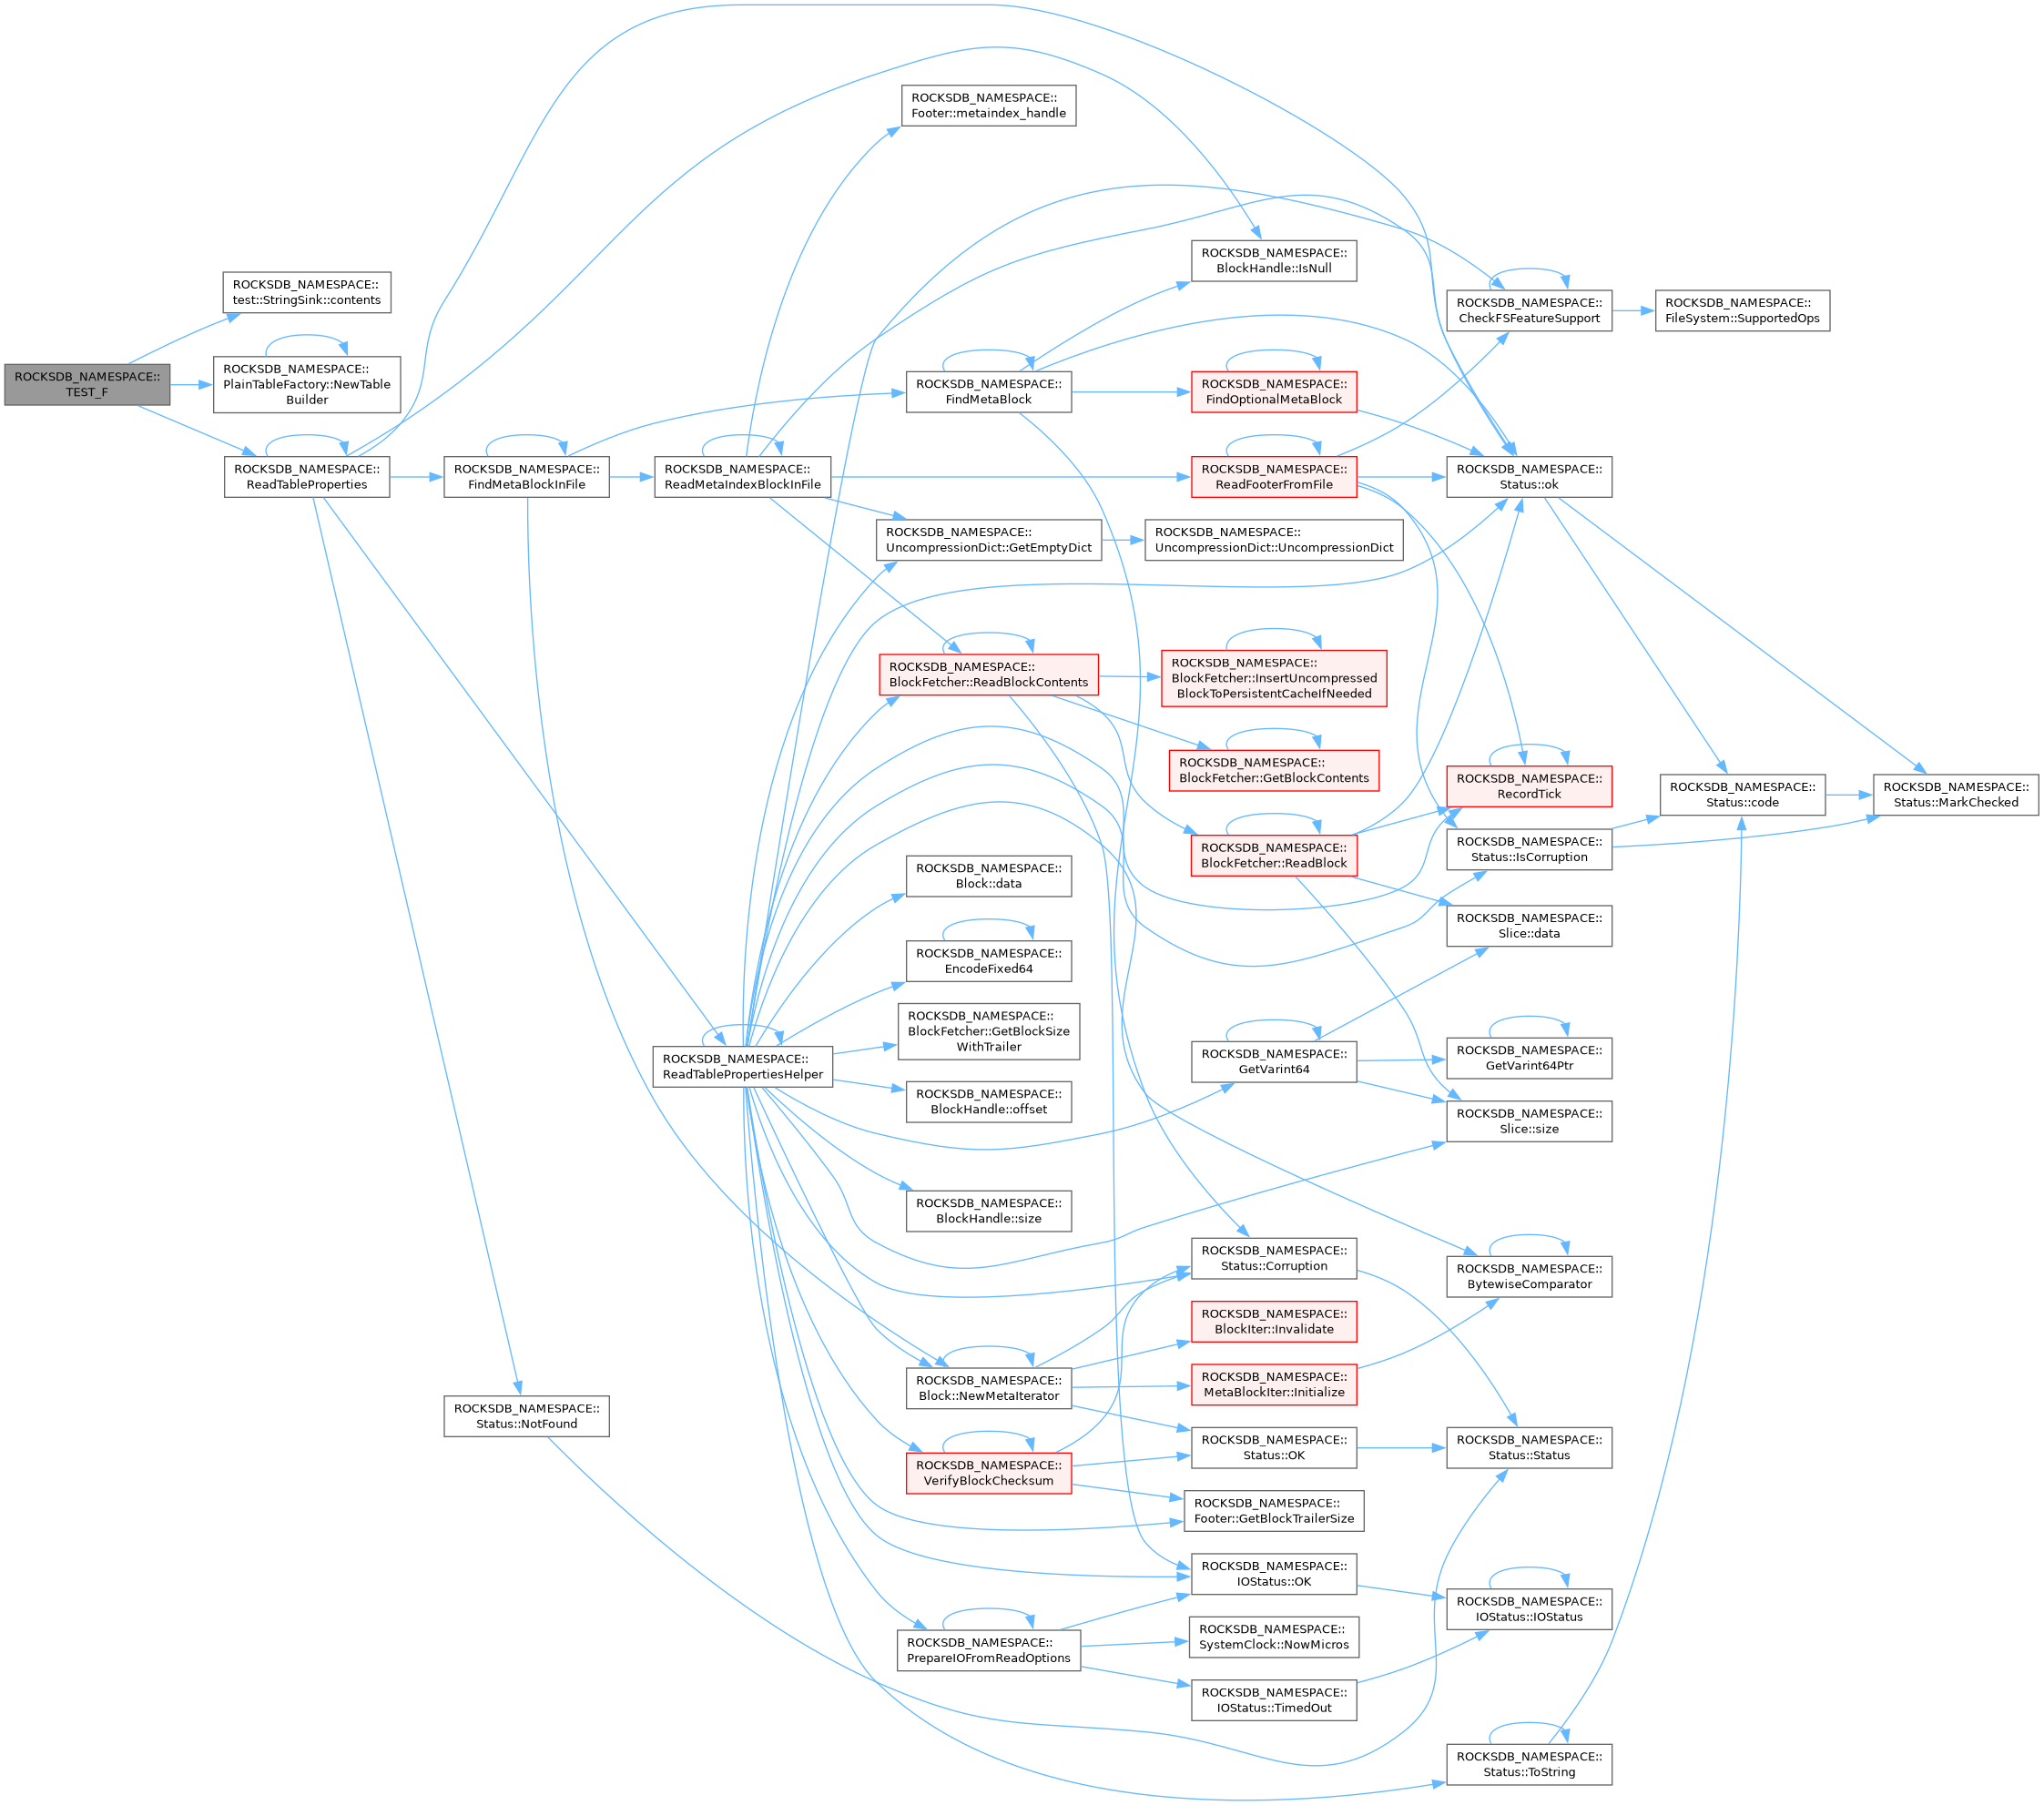 ROCKSDB_NAMESPACE::
TEST_F
ROCKSDB_NAMESPACE::
test::StringSink::contents
ROCKSDB_NAMESPACE::
PlainTableFactory::NewTable
Builder
ROCKSDB_NAMESPACE::
ReadTableProperties
ROCKSDB_NAMESPACE::
FindMetaBlockInFile
ROCKSDB_NAMESPACE::
Status::NotFound
ROCKSDB_NAMESPACE::
ReadMetaIndexBlockInFile
ROCKSDB_NAMESPACE::
ReadTablePropertiesHelper
ROCKSDB_NAMESPACE::
Footer::metaindex_handle
ROCKSDB_NAMESPACE::
FindMetaBlock
ROCKSDB_NAMESPACE::
UncompressionDict::GetEmptyDict
ROCKSDB_NAMESPACE::
BlockFetcher::ReadBlockContents
ROCKSDB_NAMESPACE::
Block::data
ROCKSDB_NAMESPACE::
EncodeFixed64
ROCKSDB_NAMESPACE::
BlockFetcher::GetBlockSize
WithTrailer
ROCKSDB_NAMESPACE::
BlockHandle::offset
ROCKSDB_NAMESPACE::
BlockHandle::size
ROCKSDB_NAMESPACE::
Block::NewMetaIterator
ROCKSDB_NAMESPACE::
VerifyBlockChecksum
ROCKSDB_NAMESPACE::
PrepareIOFromReadOptions
ROCKSDB_NAMESPACE::
BlockHandle::IsNull
ROCKSDB_NAMESPACE::
FindOptionalMetaBlock
ROCKSDB_NAMESPACE::
ReadFooterFromFile
ROCKSDB_NAMESPACE::
UncompressionDict::UncompressionDict
ROCKSDB_NAMESPACE::
BlockFetcher::InsertUncompressed
BlockToPersistentCacheIfNeeded
ROCKSDB_NAMESPACE::
BlockFetcher::GetBlockContents
ROCKSDB_NAMESPACE::
BlockFetcher::ReadBlock
ROCKSDB_NAMESPACE::
GetVarint64
ROCKSDB_NAMESPACE::
Status::Corruption
ROCKSDB_NAMESPACE::
BlockIter::Invalidate
ROCKSDB_NAMESPACE::
MetaBlockIter::Initialize
ROCKSDB_NAMESPACE::
Status::OK
ROCKSDB_NAMESPACE::
Footer::GetBlockTrailerSize
ROCKSDB_NAMESPACE::
IOStatus::OK
ROCKSDB_NAMESPACE::
SystemClock::NowMicros
ROCKSDB_NAMESPACE::
IOStatus::TimedOut
ROCKSDB_NAMESPACE::
CheckFSFeatureSupport
ROCKSDB_NAMESPACE::
Status::ok
ROCKSDB_NAMESPACE::
RecordTick
ROCKSDB_NAMESPACE::
Status::IsCorruption
ROCKSDB_NAMESPACE::
Slice::data
ROCKSDB_NAMESPACE::
GetVarint64Ptr
ROCKSDB_NAMESPACE::
Slice::size
ROCKSDB_NAMESPACE::
BytewiseComparator
ROCKSDB_NAMESPACE::
Status::Status
ROCKSDB_NAMESPACE::
IOStatus::IOStatus
ROCKSDB_NAMESPACE::
Status::ToString
ROCKSDB_NAMESPACE::
FileSystem::SupportedOps
ROCKSDB_NAMESPACE::
Status::code
ROCKSDB_NAMESPACE::
Status::MarkChecked